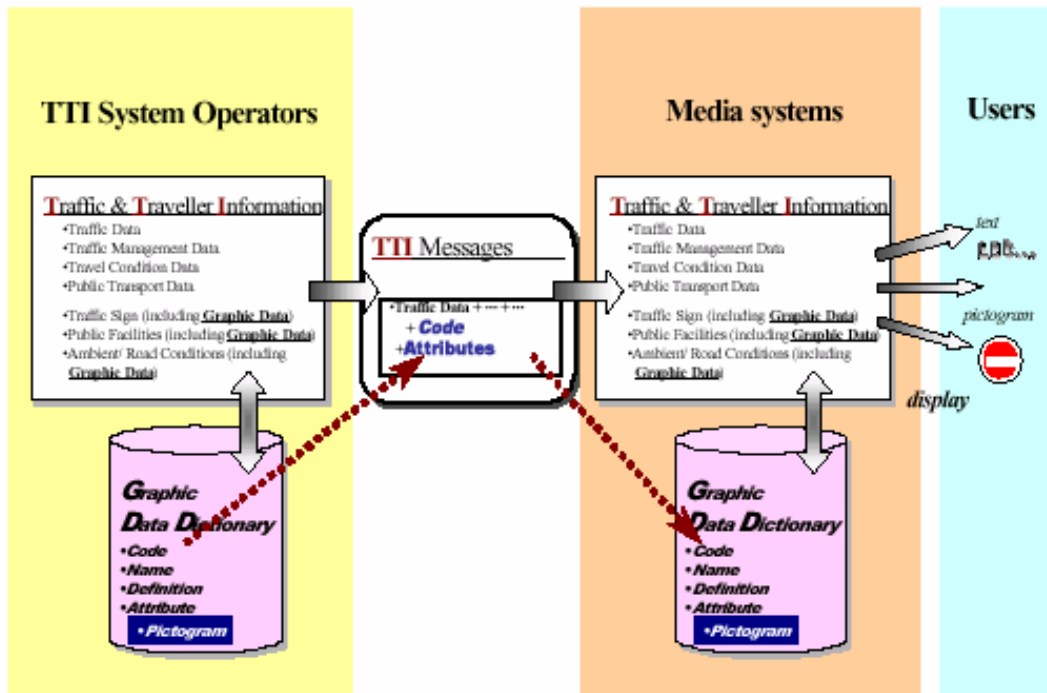 TTI System Operators
Traffic & Traveller Information
•Traffic Data
•Traffic Management Data
•Travel Condition Data
•Public Transport Data
•Traffic Sign (including Graphic Data)
•Public Facilities (including Graphic Data)
•Ambient/ Road Conditions (including
Graphic Data)
Graphic
Data Dictionary
•Code
•Name
•Definition
•Attribute
•Pictogram
TTI Messages
•Traffic Data + ··· + ···
+ Code
+Attributes
Media systems
Traffic & Traveller Information
•Traffic Data
•Traffic Management Data
•Travel Condition Data
•Public Transport Data
•Traffic Sign (including Graphic Data)
•Public Facilities (including Graphic Data)
•Ambient/ Road Conditions (including
Graphic Data)
Graphic
Data Dictionary
•Code
•Name
•Definition
•Attribute
•Pictogram
Users
text
pictogram
display